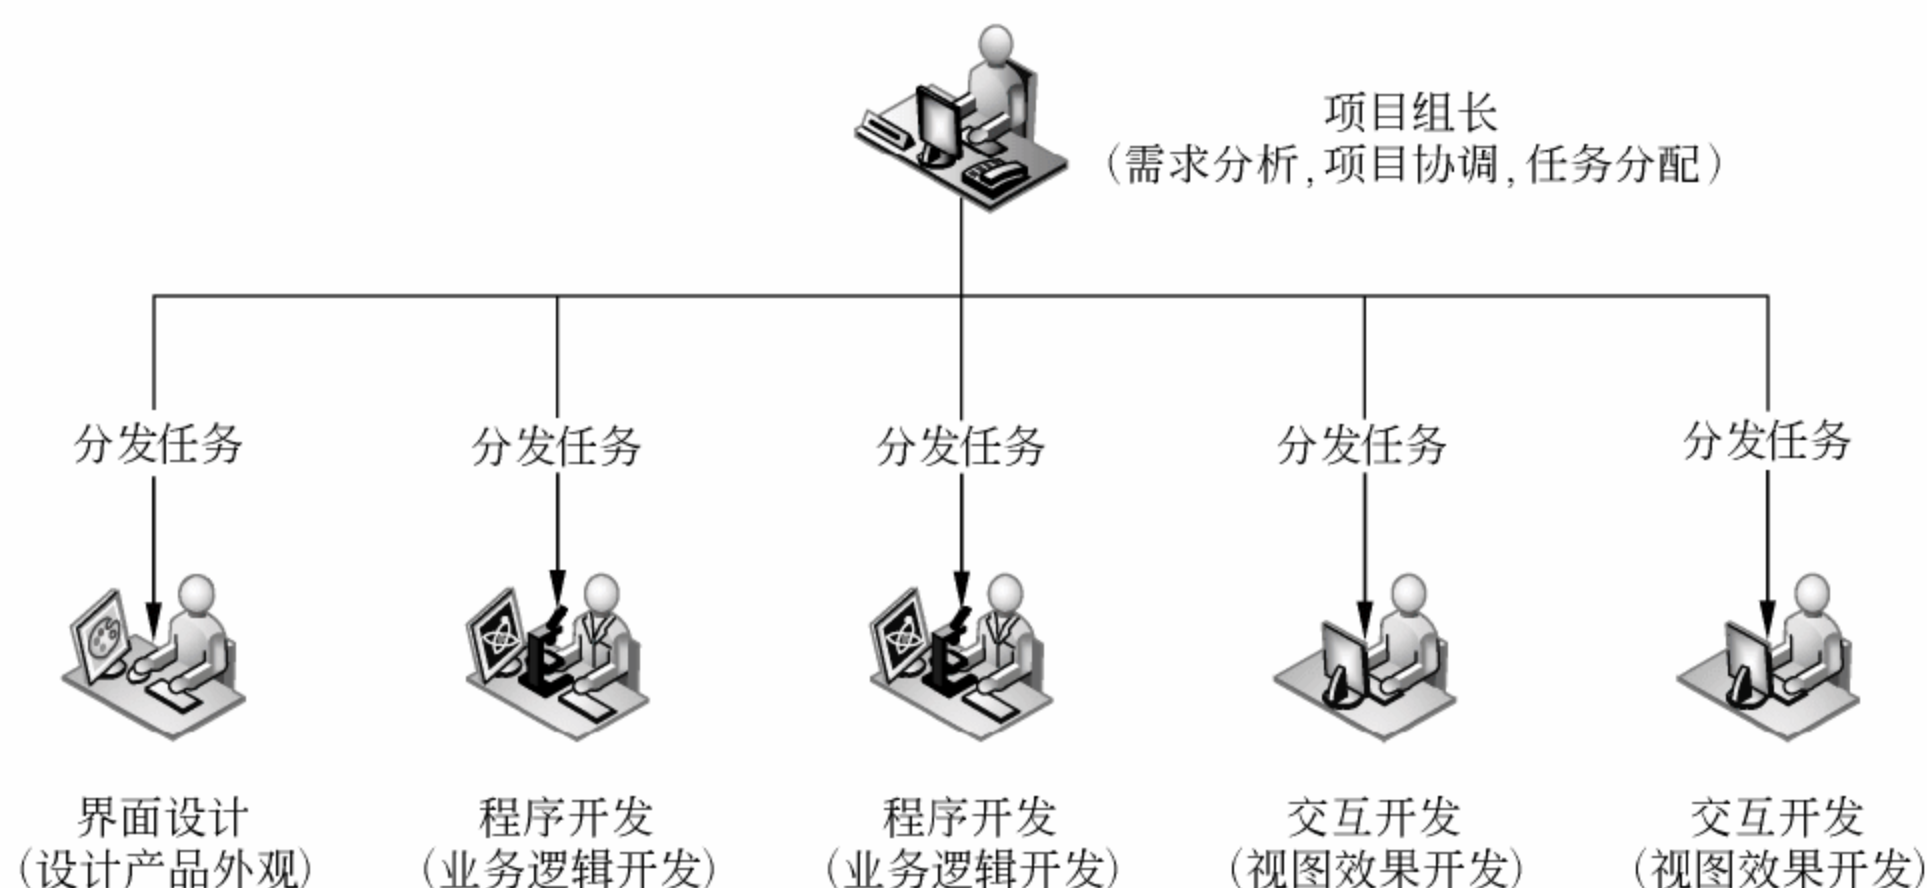 项目组长
（需求分析,项目协调,任务分配）
分发任务
分发任务
分发任务
分发任务
分发任务
界面设计
（设计产品外观）
程序开发
（业务逻辑开发）
程序开发
（业务逻辑开发）
交互开发
（视图效果开发）
交互开发
（视图效果开发）